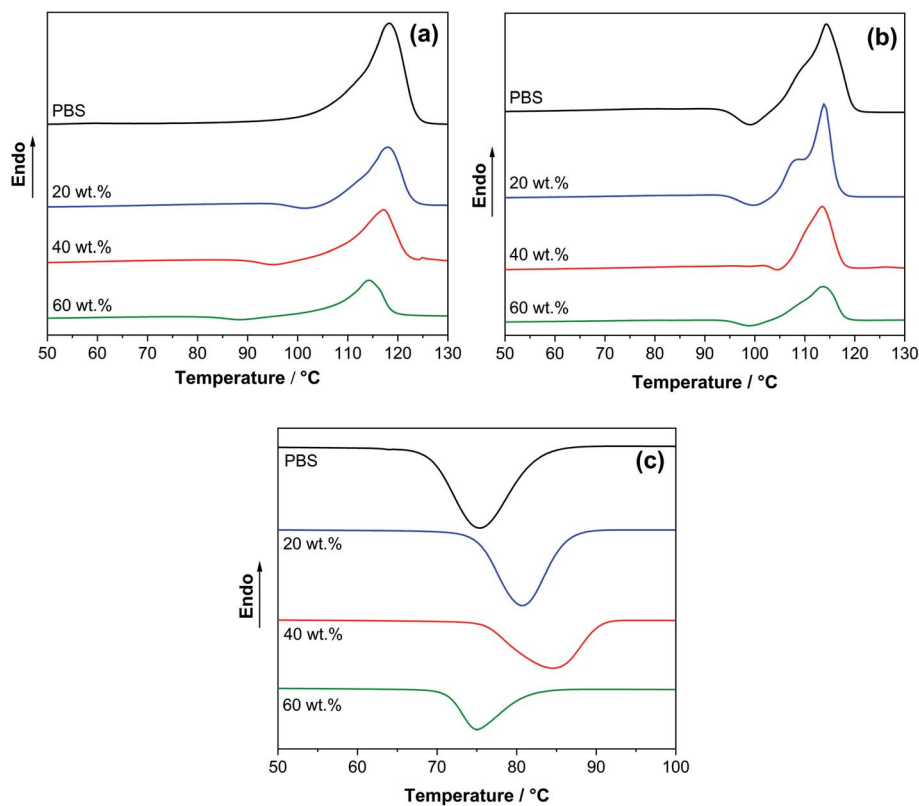 (a)
PBS
20 wt.%
40 wt.%
60 wt.%
Endo
50 60 70 80 90 100 110 120 130
Temperature / °C
(b)
PBS
20 wt.%
40 wt.%
60 wt.%
Endo
50 60 70 80 90 100 110 120 130
Temperature / °C
(c)
PBS
20 wt.%
40 wt.%
60 wt.%
Endo
50 60 70 80 90 100
Temperature / °C